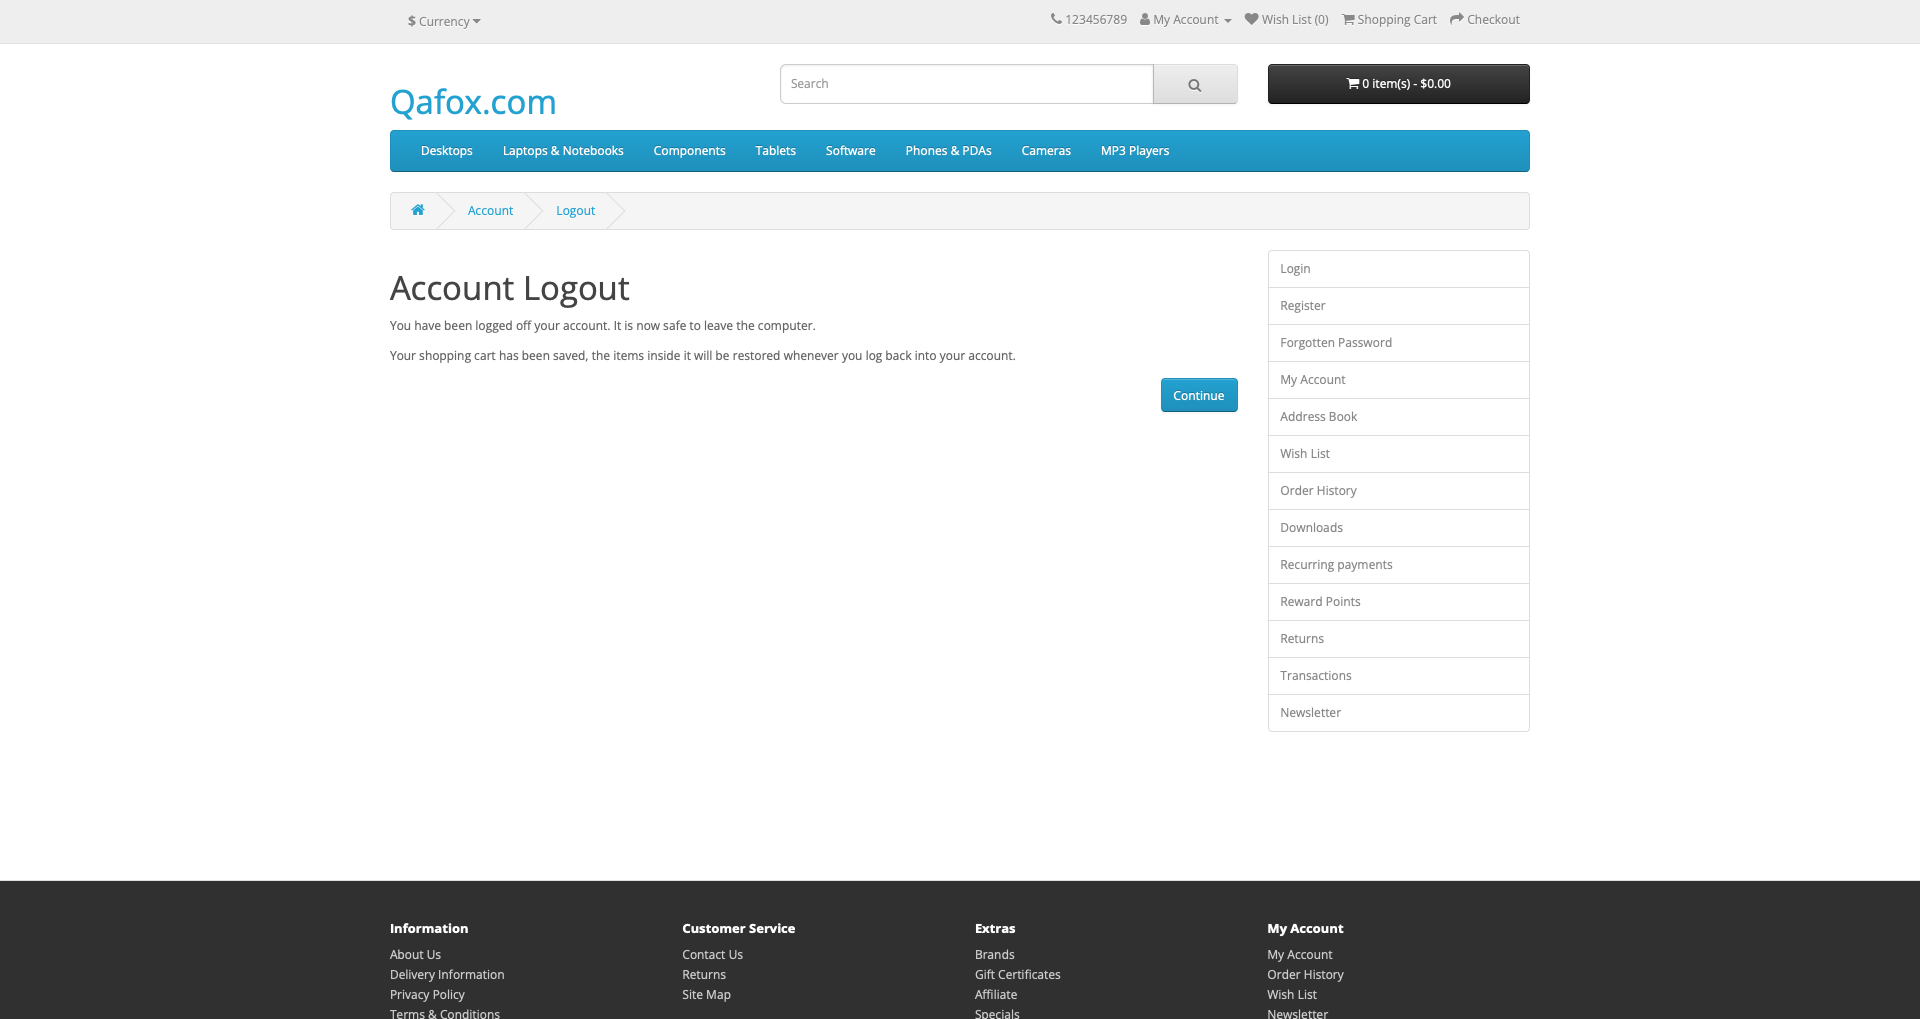 $ Currency
123456789 My Account Wish List (0) Shopping Cart Checkout
Qafox.com
Search
0 item(s) - $0.00
Desktops Laptops & Notebooks Components Tablets Software Phones & PDAs Cameras MP3 Players
Account Logout
Account Logout
You have been logged off your account. It is now safe to leave the computer.
Your shopping cart has been saved, the items inside it will be restored whenever you log back into your account.
Continue
Login
Register
Forgotten Password
My Account
Address Book
Wish List
Order History
Downloads
Recurring payments
Reward Points
Returns
Transactions
Newsletter
Information
About Us
Delivery Information
Privacy Policy
Terms & Conditions
Customer Service
Contact Us
Returns
Site Map
Extras
Brands
Gift Certificates
Affiliate
Specials
My Account
My Account
Order History
Wish List
Newsletter